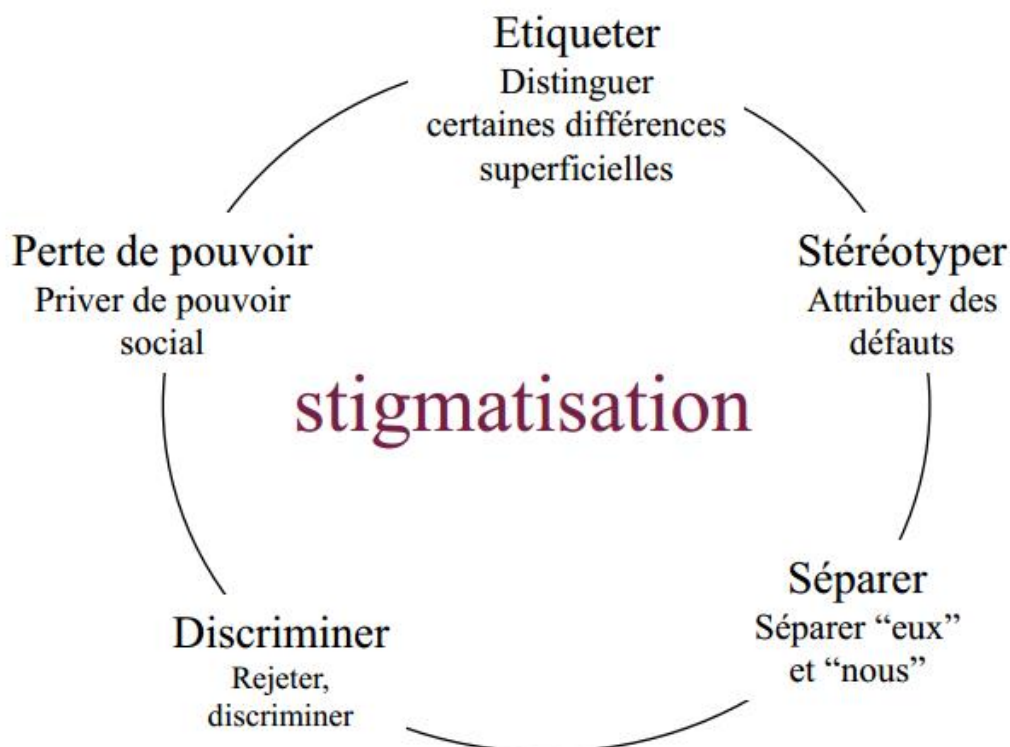 Etiqueter
Distinguer
certaines différences
superficielles
Stéréotyper
Attribuer des
défauts
Séparer
Séparer “eux”
et “nous”
Discriminer
Rejeter,
discriminer
Perte de pouvoir
Priver de pouvoir
social
stigmatisation